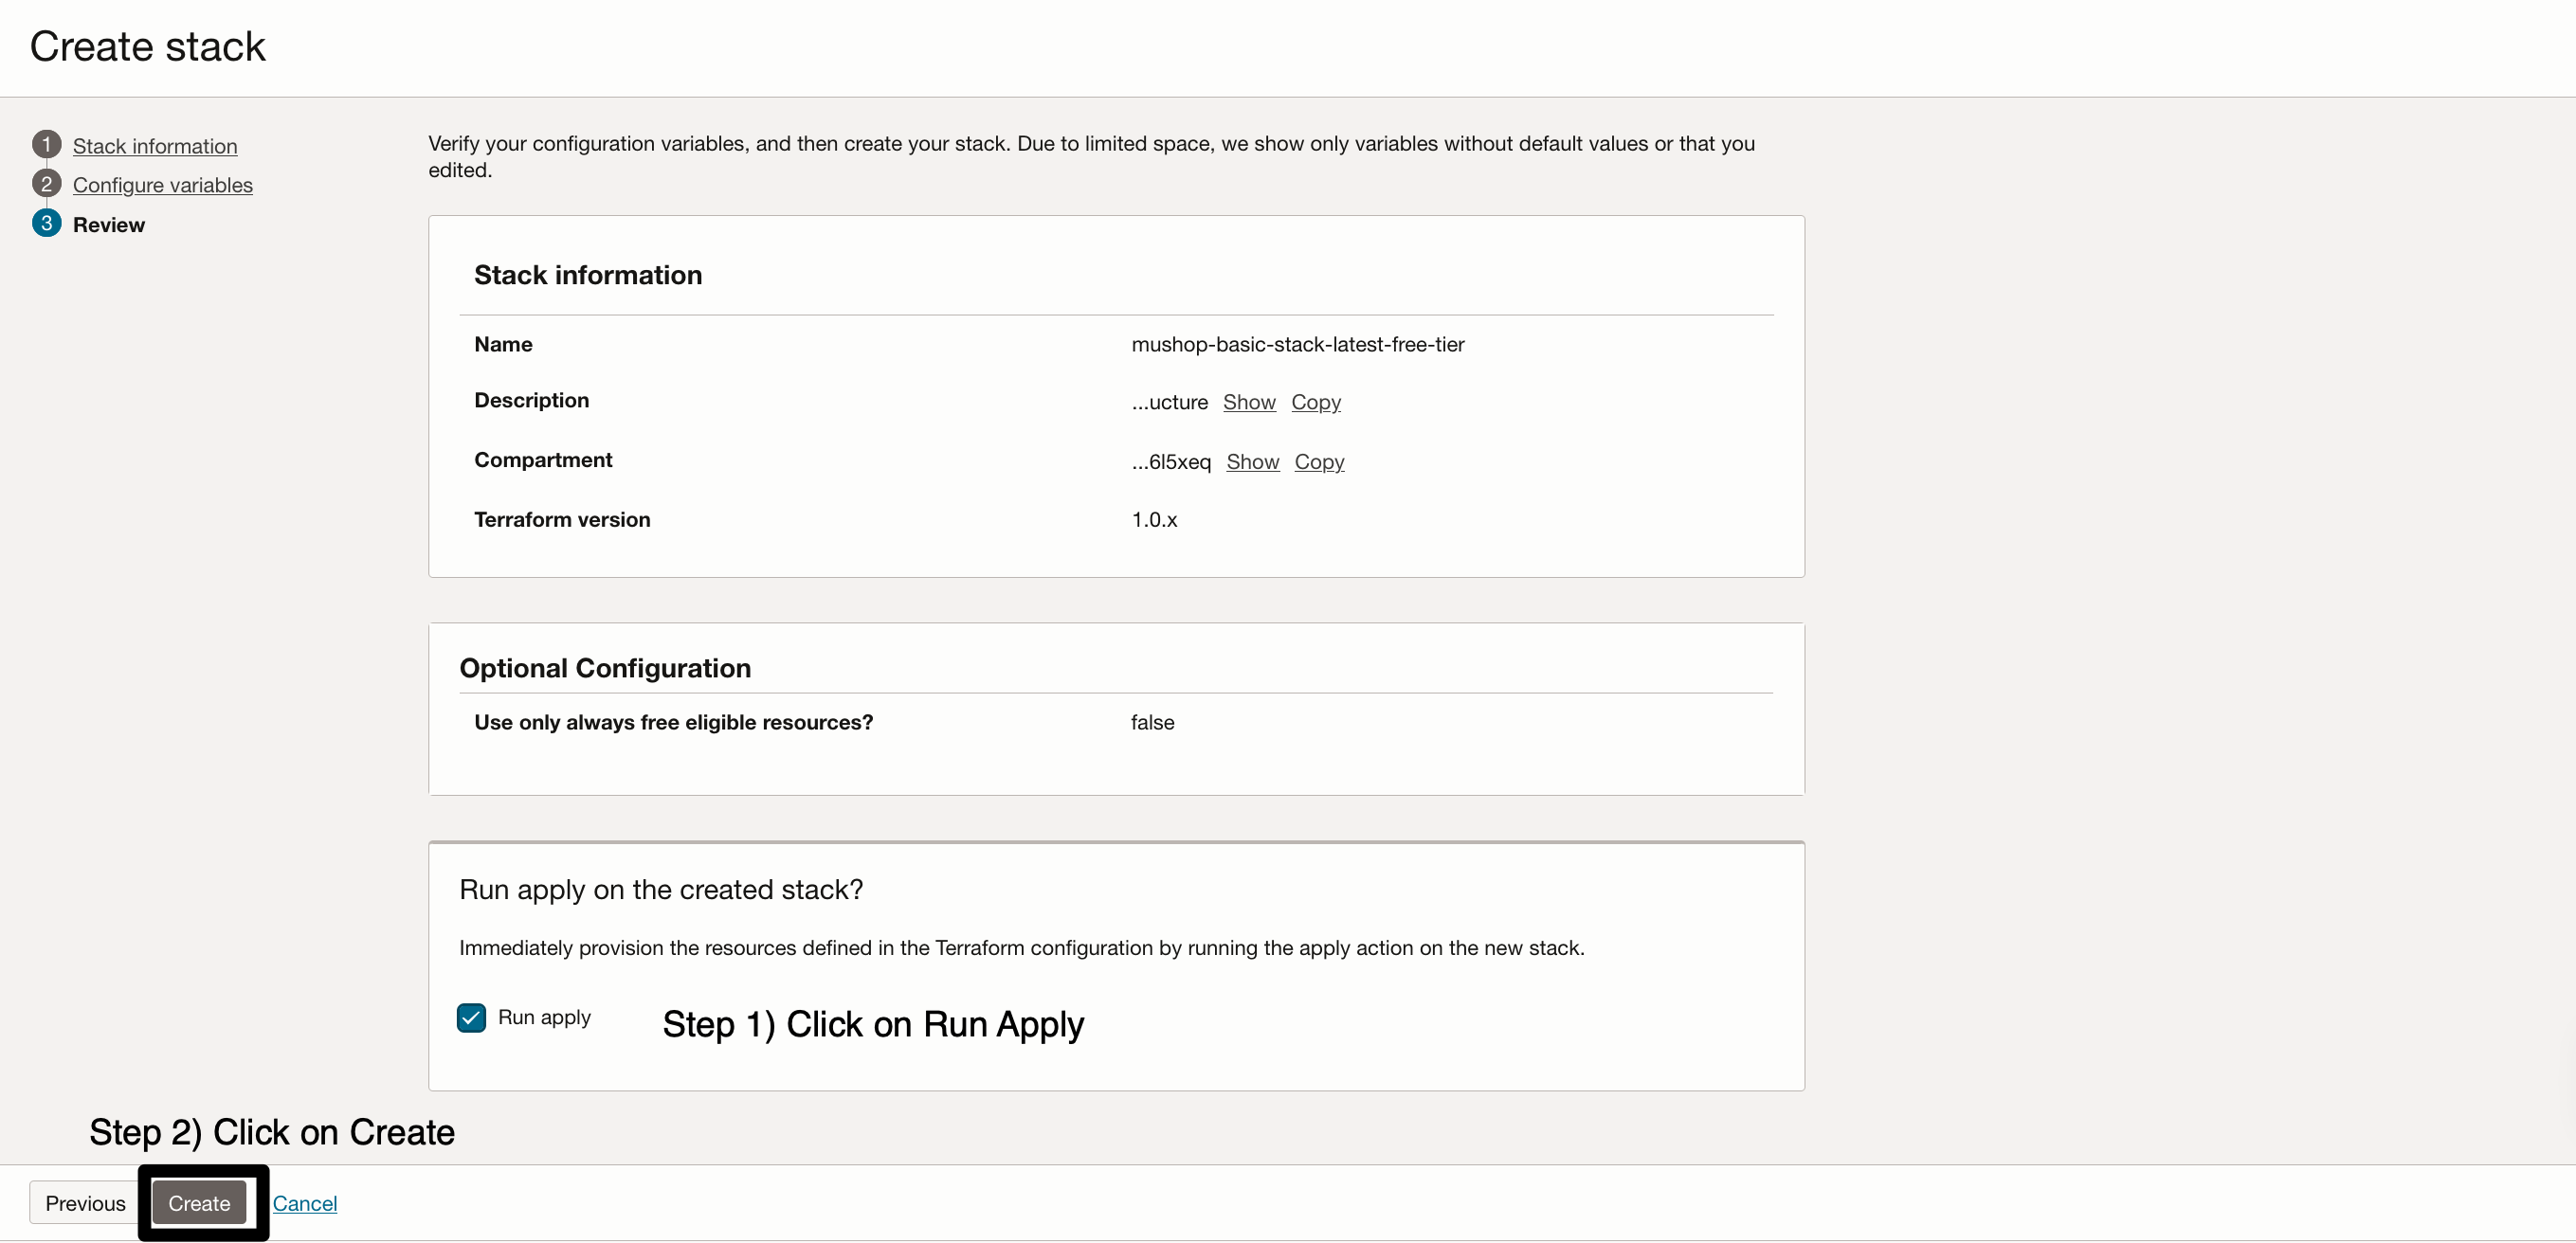 Create stack
1 Stack information
2 Configure variables
3 Review
Verify your configuration variables, and then create your stack. Due to limited space, we show only variables without default values or that you
edited.
Stack information
Name mushop-basic-stack-latest-free-tier
Description ...ucture Show Copy
Compartment ...6l5xeq Show Copy
Terraform version 1.0.x
Optional Configuration
Use only always free eligible resources? false
Run apply on the created stack?
Immediately provision the resources defined in the Terraform configuration by running the apply action on the new stack.
Run apply Step 1) Click on Run Apply
Step 2) Click on Create
Previous Create Cancel